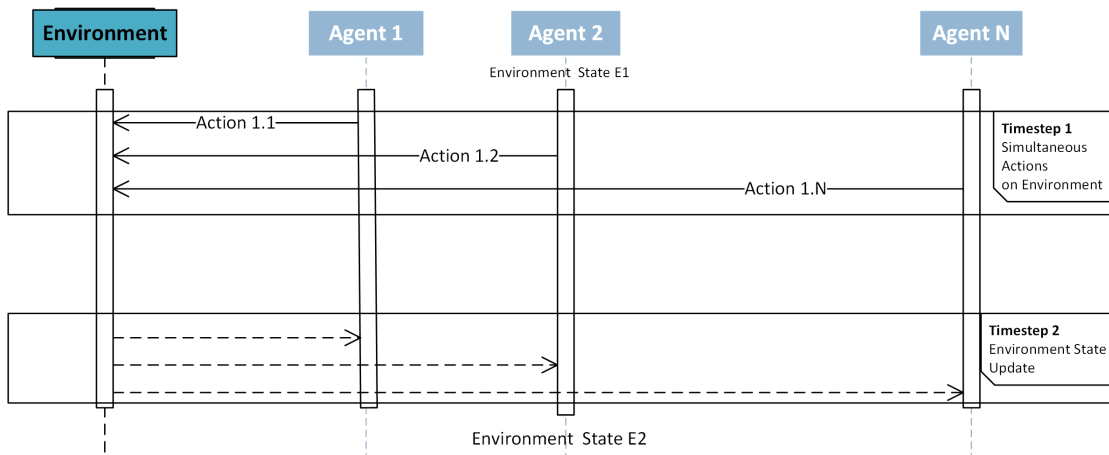 Environment
Agent 1
Agent 2
Agent N
Environment State E1
Action 1.1
Action 1.2
Action 1.N
Timestep 1
Simultaneous
Actions
on Environment
Timestep 2
Environment State
Update
Environment State E2